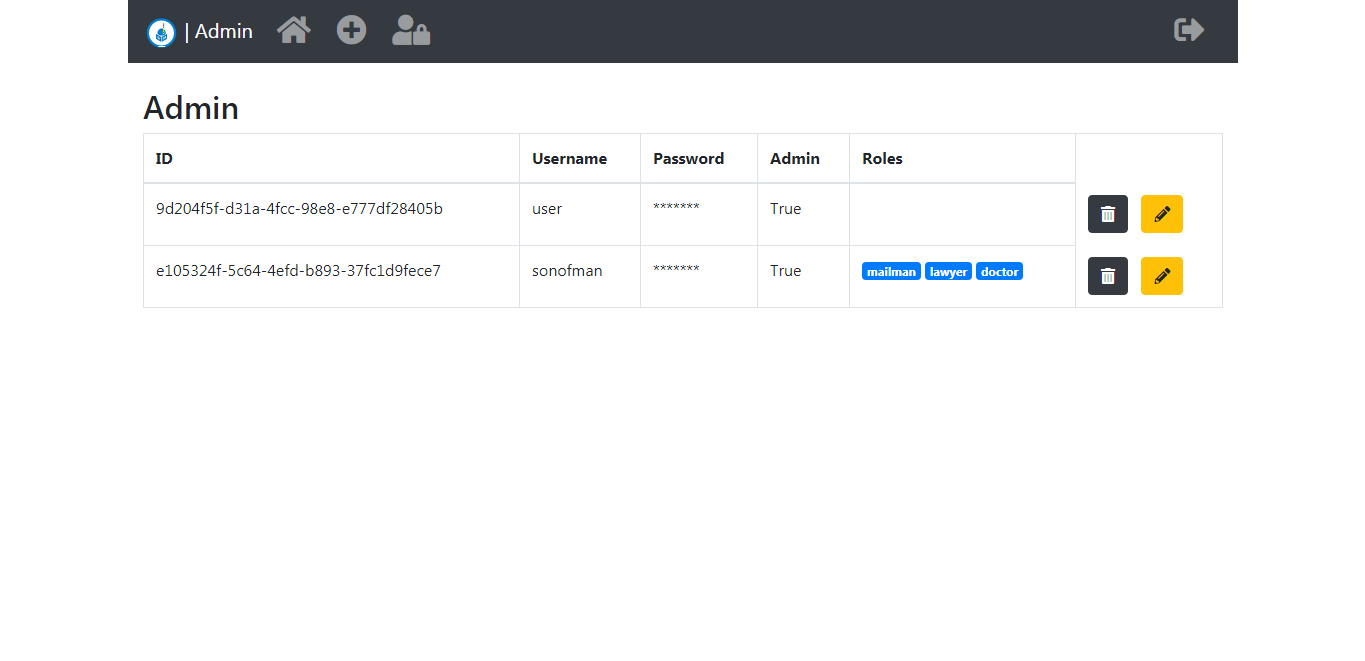 | Admin
Admin
ID Username Password Admin Roles
9d204f5f-d31a-4fcc-98e8-e777df28405b user ******* True
e105324f-5c64-4efd-b893-37fc1d9fece7 sonofman ******* True mailman lawyer doctor